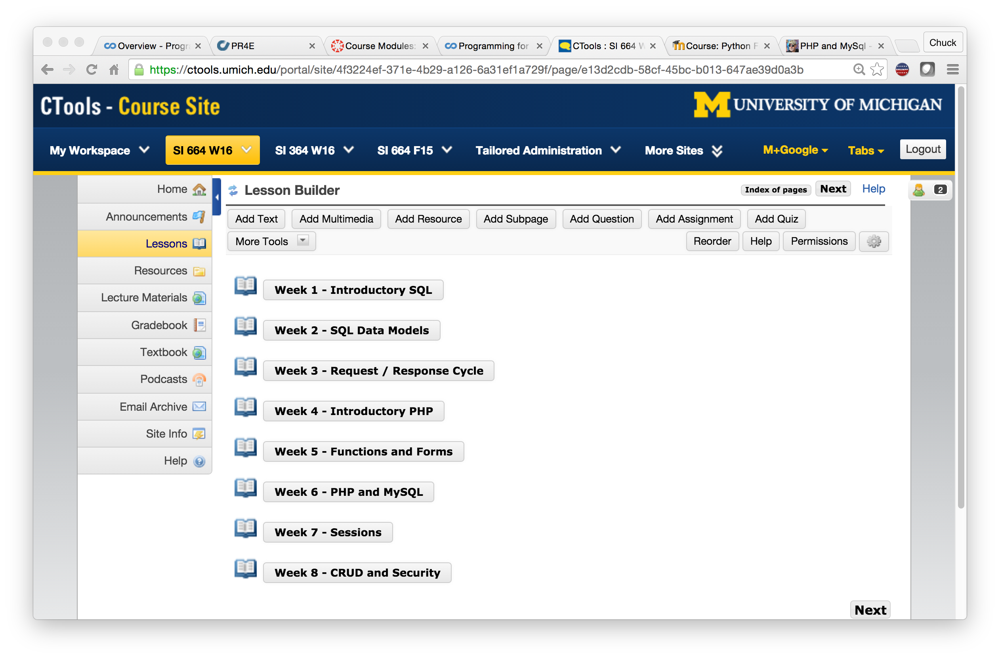 Overview - Progr
PR4E
Course Modules:
Programming for
CTools : SI 664 W
Course: Python F
PHP and MySql -
Chuck
https://ctools.umich.edu/portal/site/4f3224ef-371e-4b29-a126-6a31ef1a729f/page/e13d2cdb-58cf-45bc-b013-647ae39d0a3b
DRUMPF
CTools - Course Site
M UNIVERSITY OF MICHIGAN
My Workspace
SI 664 W16
SI 364 W16
SI 664 F15
Tailored Administration
More Sites
M+Google
Tabs
Logout
Home
Announcements
Lessons
Resources
Lecture Materials
Gradebook
Textbook
Podcasts
Email Archive
Site Info
Help
Lesson Builder
Index of pages
Next
Help
2
Add Text
Add Multimedia
Add Resource
Add Subpage
Add Question
Add Assignment
Add Quiz
More Tools
Reorder
Help
Permissions
Week 1 - Introductory SQL
Week 2 - SQL Data Models
Week 3 - Request / Response Cycle
Week 4 - Introductory PHP
Week 5 - Functions and Forms
Week 6 - PHP and MySQL
Week 7 - Sessions
Week 8 - CRUD and Security
Next